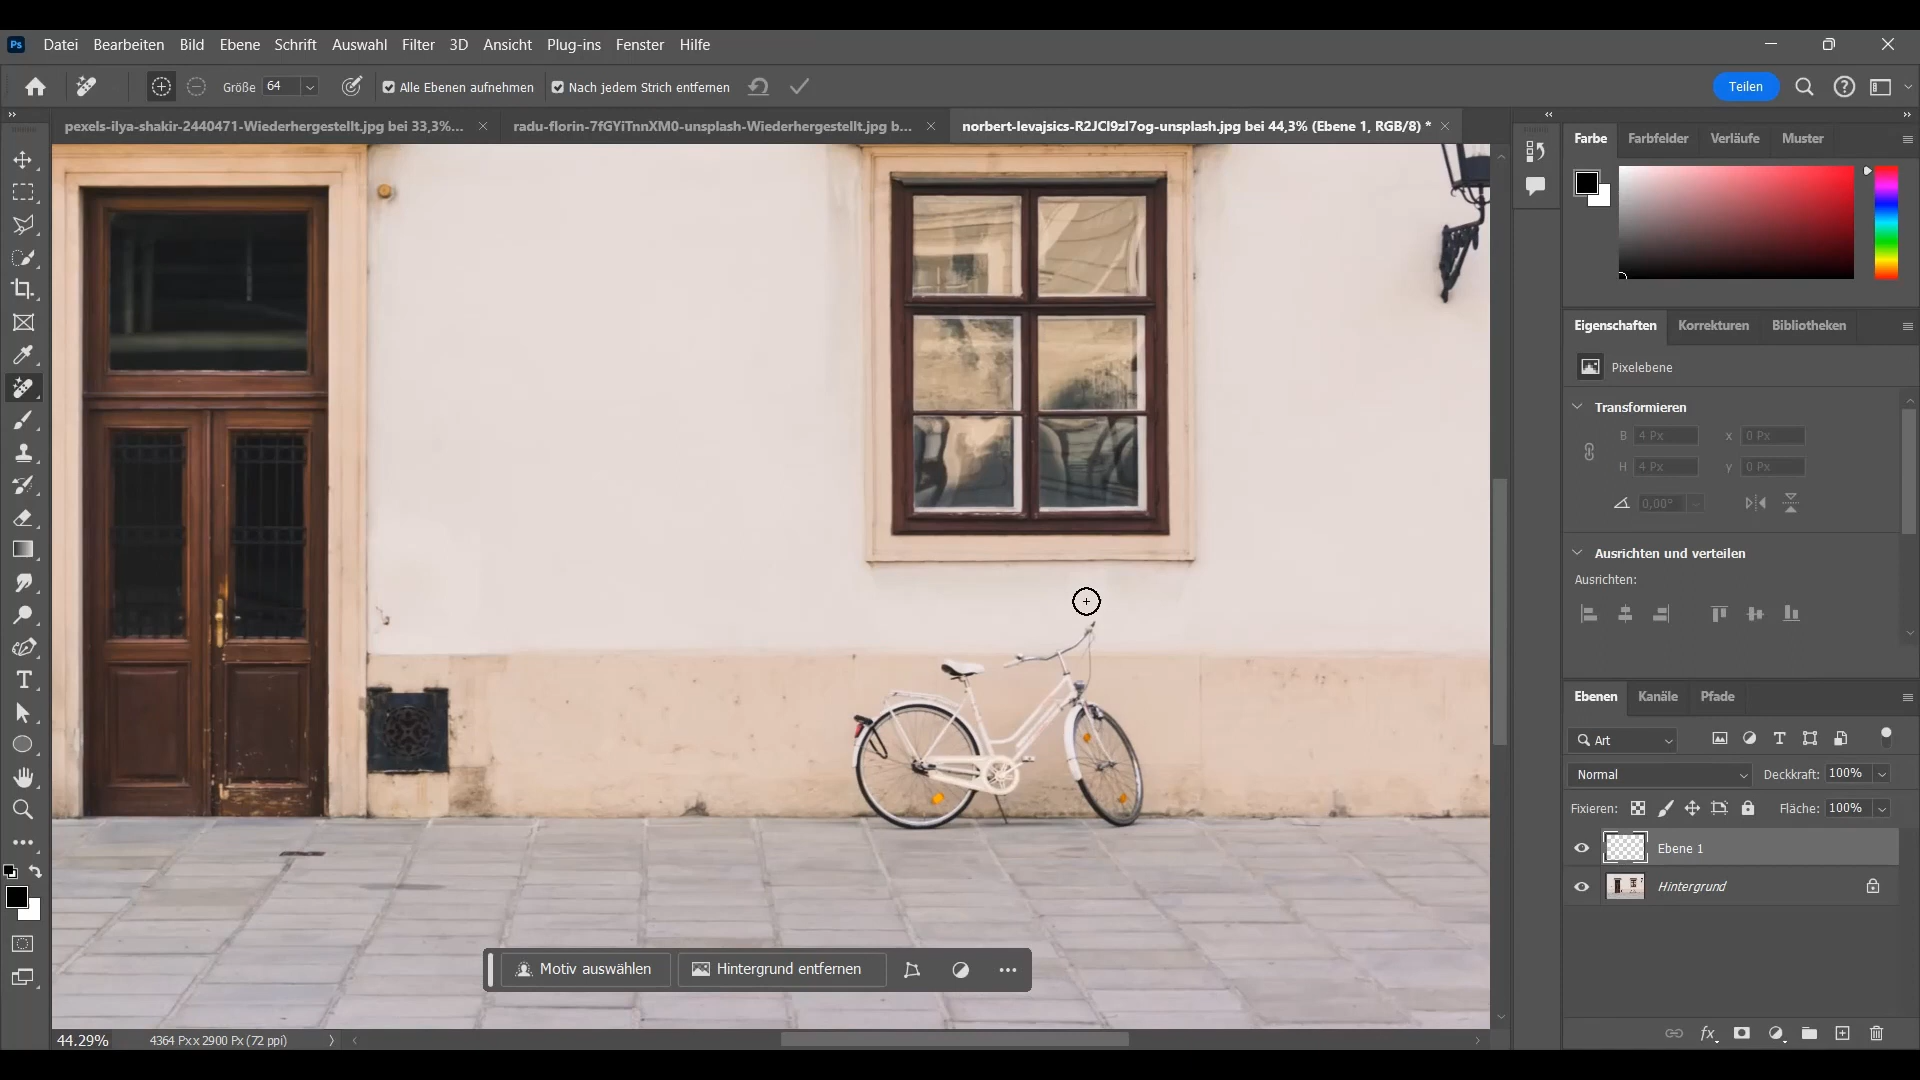 Ps Datei Bearbeiten Bild Ebene Schrift Auswahl Filter 3D Ansicht Plug-ins Fenster Hilfe
Größe 64 Alle Ebenen aufnehmen Nach jedem Strich entfernen Teilen
pexels-ilya-shakir-2440471-Wiederhergestellt.jpg bei 33,3%... radu-florin-7fGYiTnnXM0-unsplash-Wiederhergestellt.jpg b... norbert-levajsics-R2JCl9zI7og-unsplash.jpg bei 44,3% (Ebene 1, RGB/8) *
Farbe Farbfelder Verläufe Muster
Eigenschaften Korrekturen Bibliotheken
Pixelebene
Transformieren
B 4 Px x 0 Px
H 4 Px y 0 Px
0,00°
Ausrichten und verteilen
Ausrichten:
Ebenen Kanäle Pfade
Art
Normal Deckkraft: 100%
Fixieren: Fläche: 100%
Ebene 1
Hintergrund
Motiv auswählen Hintergrund entfernen
44.29% 4364 Px x 2900 Px (72 ppi)
fx